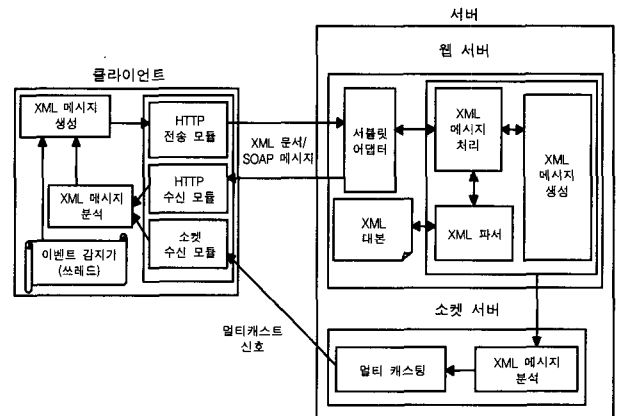 서버
웹 서버
클라이언트
XML 메시지
생성
HTTP
전송 모듈
XML 문서/
SOAP 메시지
서블릿
어댑터
XML
메시지
처리
XML
메시지
생성
XML 메시지
분석
HTTP
수신 모듈
소켓
수신 모듈
이벤트 감지기
(쓰레드)
XML
대본
XML 파서
소켓 서버
멀티캐스트
신호
멀티 캐스팅
XML 메시지
분석